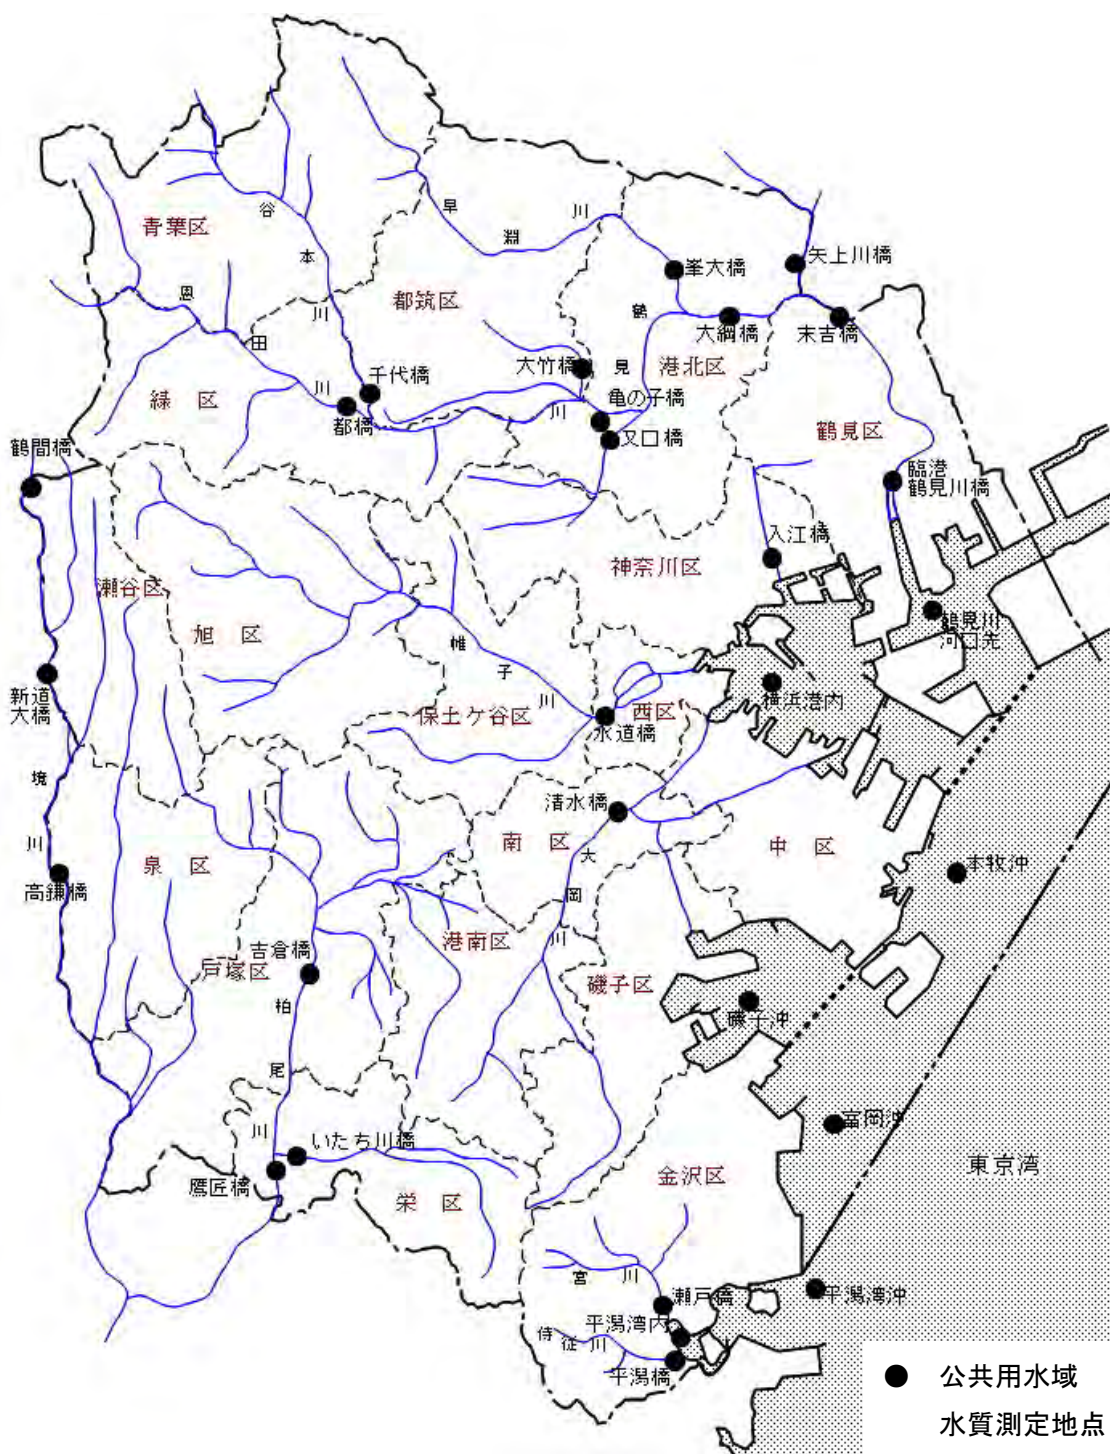 青葉区
谷
本
川
早
淵
川
恩
田
川
都筑区
峯大橋
矢上川橋
鶴
見
川
大綱橋
末吉橋
港北区
大竹橋
千代橋
都橋
亀の子橋
又口橋
緑 区
鶴間橋
鶴見区
臨港
鶴見川橋
入江橋
神奈川区
瀬谷区
旭 区
鶴見川
河口先
帷
子
川
新道
大橋
保土ケ谷区
水道橋
西区
横浜港内
境
川
清水橋
南 区
大
岡
川
中 区
泉 区
高鎌橋
本牧沖
港南区
吉倉橋
戸塚区
磯子区
磯子沖
柏
尾
川
いたち川橋
鷹匠橋
栄 区
富岡沖
東京湾
金沢区
宮 川
瀬戸橋
平潟湾沖
平潟湾内
侍 従 川
平潟橋
● 公共用水域
水質測定地点